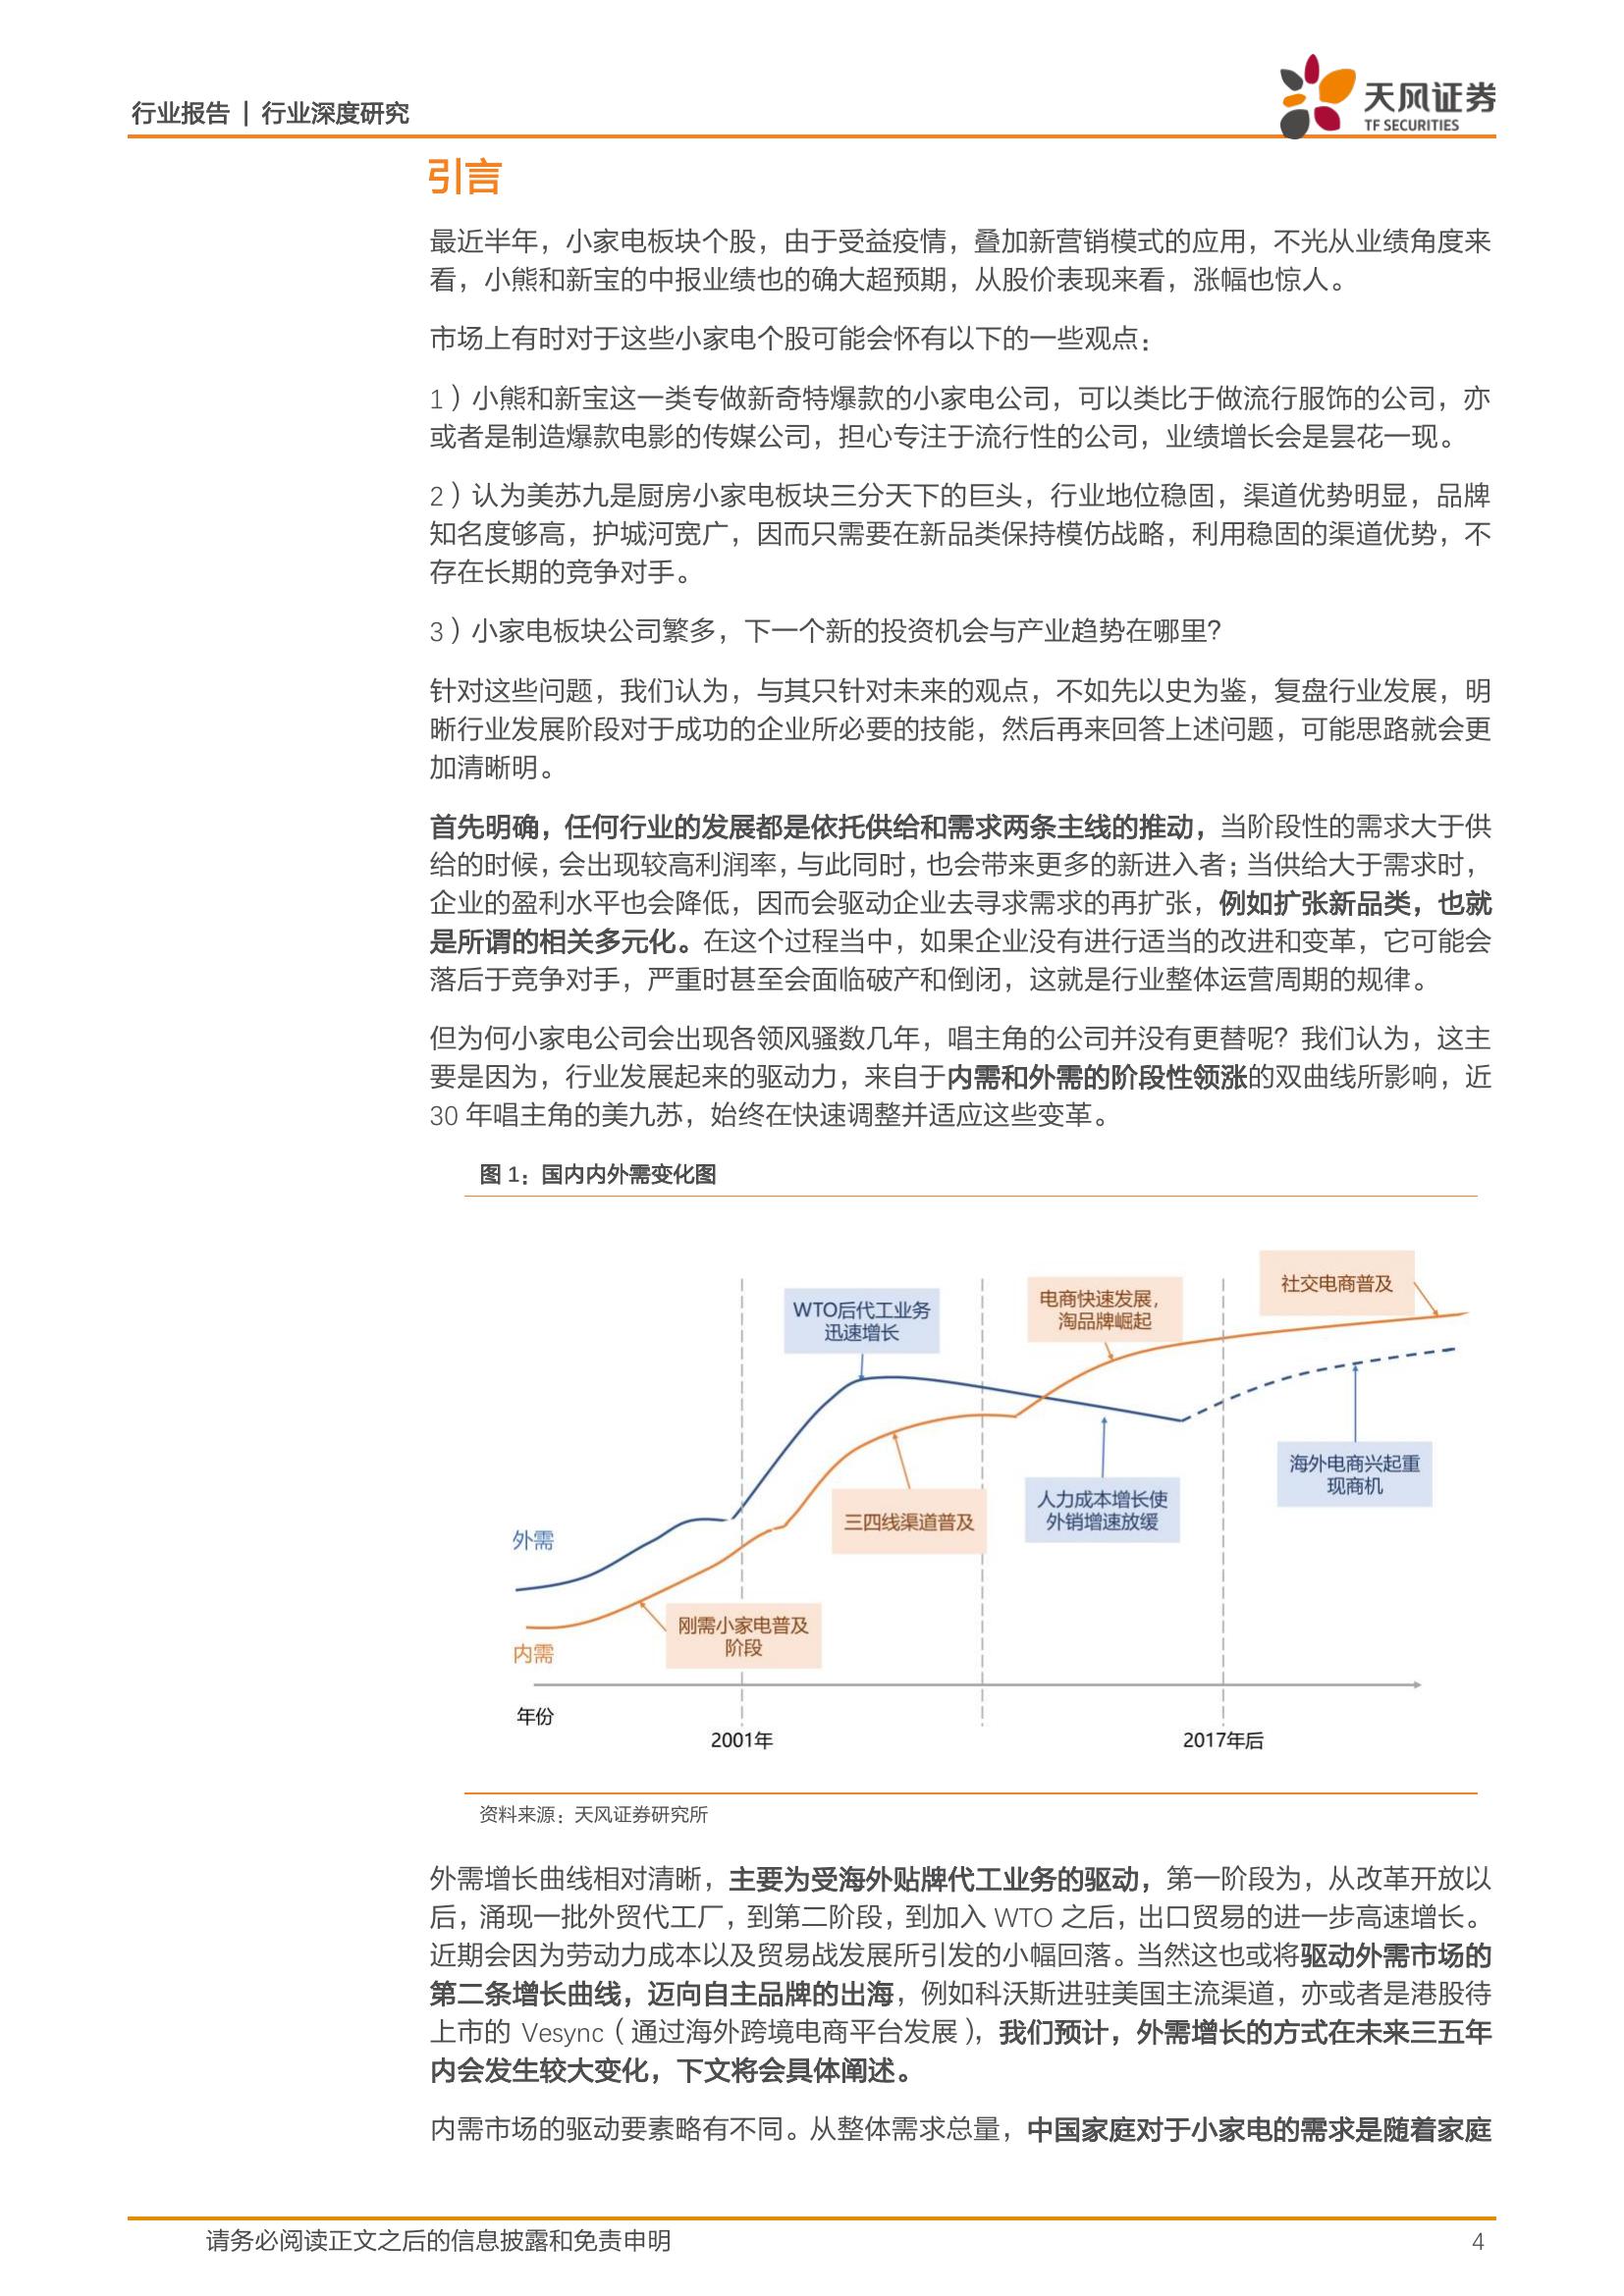 行业报告 | 行业深度研究
天风证券
TF SECURITIES
引言
最近半年，小家电板块个股，由于受益疫情，叠加新营销模式的应用，不光从业绩角度来
看，小熊和新宝的中报业绩也的确大超预期，从股价表现来看，涨幅也惊人。
市场上有时对于这些小家电个股可能会怀有以下的一些观点：
1）小熊和新宝这一类专做新奇特爆款的小家电公司，可以类比于做流行服饰的公司，亦
或者是制造爆款电影的传媒公司，担心专注于流行性的公司，业绩增长会是昙花一现。
2）认为美苏九是厨房小家电板块三分天下的巨头，行业地位稳固，渠道优势明显，品牌
知名度够高，护城河宽广，因而只需要在新品类保持模仿战略，利用稳固的渠道优势，不
存在长期的竞争对手。
3）小家电板块公司繁多，下一个新的投资机会与产业趋势在哪里？
针对这些问题，我们认为，与其只针对未来的观点，不如先以史为鉴，复盘行业发展，明
晰行业发展阶段对于成功的企业所必要的技能，然后再来回答上述问题，可能思路就会更
加清晰明。
首先明确，任何行业的发展都是依托供给和需求两条主线的推动，当阶段性的需求大于供
给的时候，会出现较高利润率，与此同时，也会带来更多的新进入者；当供给大于需求时，
企业的盈利水平也会降低，因而会驱动企业去寻求需求的再扩张，例如扩张新品类，也就
是所谓的相关多元化。在这个过程当中，如果企业没有进行适当的改进和变革，它可能会
落后于竞争对手，严重时甚至会面临破产和倒闭，这就是行业整体运营周期的规律。
但为何小家电公司会出现各领风骚数几年，唱主角的公司并没有更替呢？我们认为，这主
要是因为，行业发展起来的驱动力，来自于内需和外需的阶段性领涨的双曲线所影响，近
30 年唱主角的美九苏，始终在快速调整并适应这些变革。
图 1：国内内外需变化图
社交电商普及
电商快速发展，
淘品牌崛起
WTO后代工业务
迅速增长
海外电商兴起重
现商机
人力成本增长使
外销增速放缓
三四线渠道普及
外需
刚需小家电普及
阶段
内需
年份
2001年
2017年后
资料来源：天风证券研究所
外需增长曲线相对清晰，主要为受海外贴牌代工业务的驱动，第一阶段为，从改革开放以
后，涌现一批外贸代工厂，到第二阶段，到加入 WTO 之后，出口贸易的进一步高速增长。
近期会因为劳动力成本以及贸易战发展所引发的小幅回落。当然这也或将驱动外需市场的
第二条增长曲线，迈向自主品牌的出海，例如科沃斯进驻美国主流渠道，亦或者是港股待
上市的 Vesync（通过海外跨境电商平台发展），我们预计，外需增长的方式在未来三五年
内会发生较大变化，下文将会具体阐述。
内需市场的驱动要素略有不同。从整体需求总量，中国家庭对于小家电的需求是随着家庭
请务必阅读正文之后的信息披露和免责申明
4